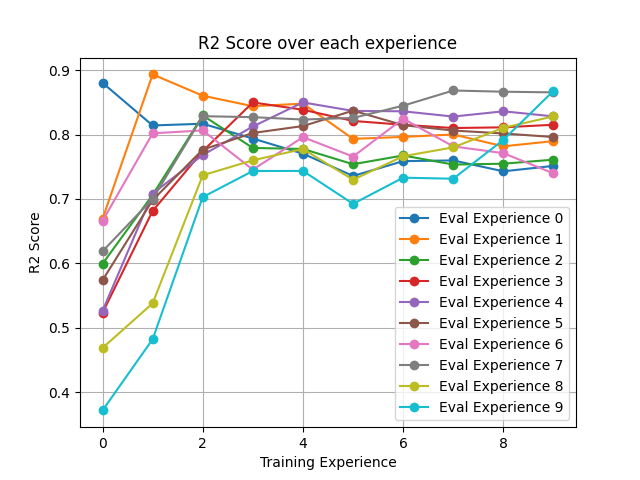 R2 Score over each experience
0.9
0.8
0.7
0.6
0.5
0.4
R2 Score
0
2
4
6
8
Training Experience
Eval Experience 0
Eval Experience 1
Eval Experience 2
Eval Experience 3
Eval Experience 4
Eval Experience 5
Eval Experience 6
Eval Experience 7
Eval Experience 8
Eval Experience 9